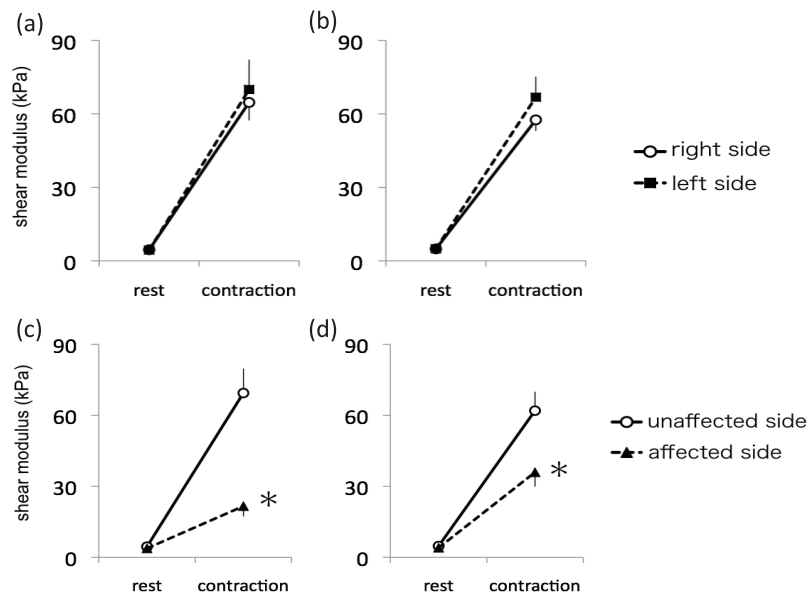 (a)
(b)
shear modulus (kPa)
90
60
30
0
rest
contraction
90
60
30
0
rest
contraction
right side
left side
(c)
(d)
shear modulus (kPa)
90
60
30
0
*
rest
contraction
90
60
30
0
*
rest
contraction
unaffected side
affected side